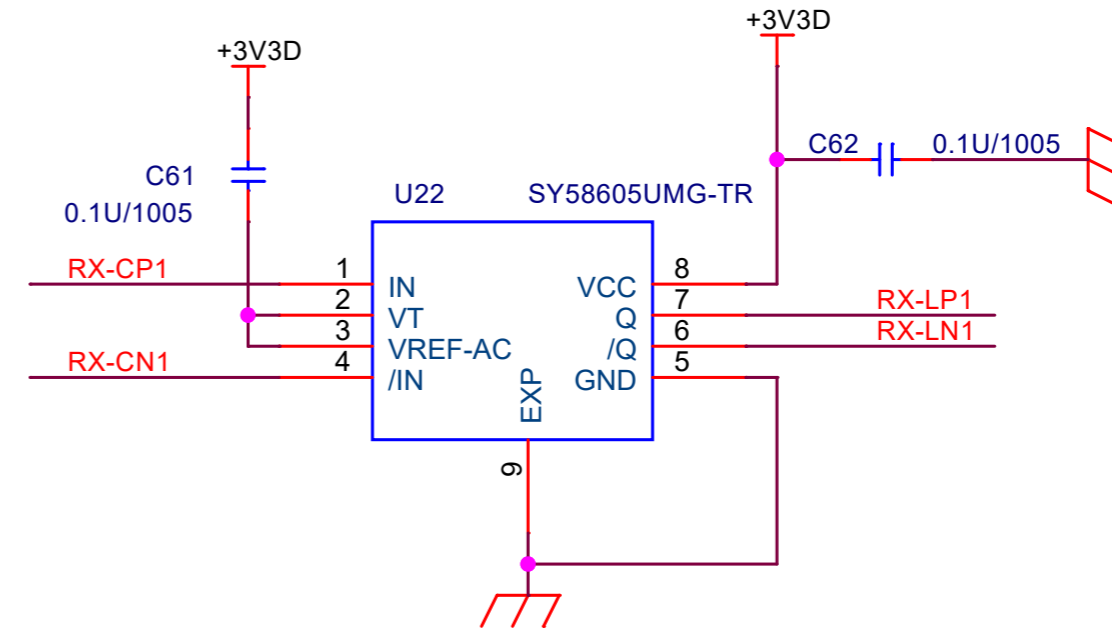 +3V3D
+3V3D
C62
0.1U/1005
C61
0.1U/1005
U22
SY58605UMG-TR
RX-CP1
1
IN
VCC
8
2
VT
Q
7
RX-LP1
3
VREF-AC
/Q
6
RX-LN1
RX-CN1
4
/IN
GND
5
EXP
9